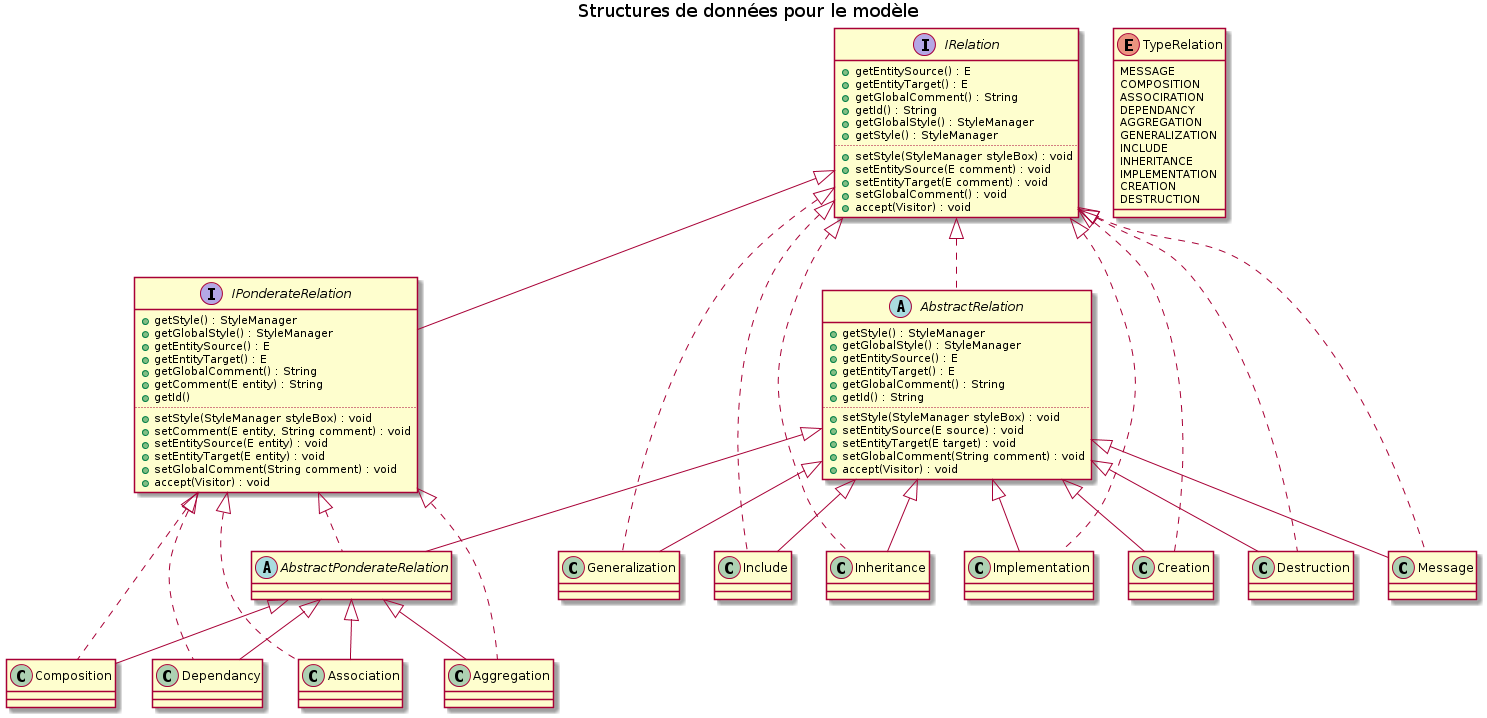 Structures de données pour le modèle
I IRelation
getEntitySource() : E
getEntityTarget() : E
getGlobalComment() : String
getId() : String
getGlobalStyle() : StyleManager
getStyle() : StyleManager
setStyle(StyleManager styleBox) : void
setEntitySource(E comment) : void
setEntityTarget(E comment) : void
setGlobalComment() : void
accept(Visitor) : void
E TypeRelation
MESSAGE
COMPOSITION
ASSOCIRATION
DEPENDANCY
AGGREGATION
GENERALIZATION
INCLUDE
INHERITANCE
IMPLEMENTATION
CREATION
DESTRUCTION
I IPonderateRelation
getStyle() : StyleManager
getGlobalStyle() : StyleManager
getEntitySource() : E
getEntityTarget() : E
getGlobalComment() : String
getComment(E entity) : String
getId()
setStyle(StyleManager styleBox) : void
setComment(E entity, String comment) : void
setEntitySource(E entity) : void
setEntityTarget(E entity) : void
setGlobalComment(String comment) : void
accept(Visitor) : void
A AbstractRelation
getStyle() : StyleManager
getGlobalStyle() : StyleManager
getEntitySource() : E
getEntityTarget() : E
getGlobalComment() : String
getId() : String
setStyle(StyleManager styleBox) : void
setEntitySource(E source) : void
setEntityTarget(E target) : void
setGlobalComment(String comment) : void
accept(Visitor) : void
A AbstractPonderateRelation
C Generalization
C Include
C Inheritance
C Implementation
C Creation
C Destruction
C Message
C Composition
C Dependancy
C Association
C Aggregation